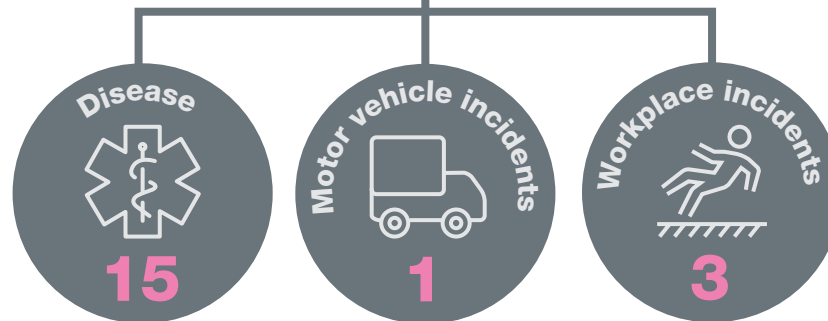 Disease
15
Motor vehicle incidents
1
Workplace incidents
3